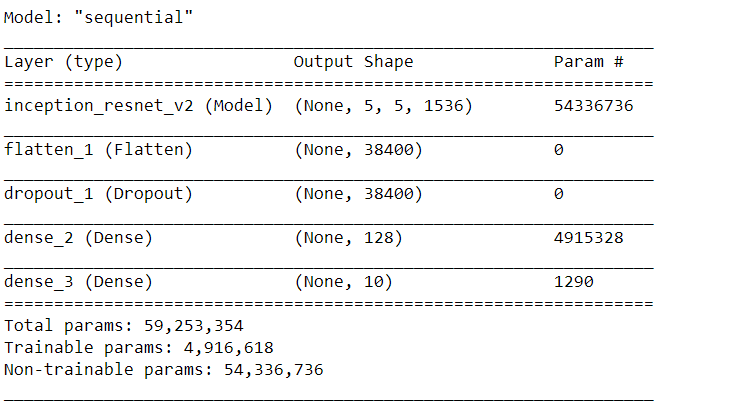 Model: "sequential"
_________________________________________________________________
Layer (type)                 Output Shape              Param #
=================================================================
inception_resnet_v2 (Model)  (None, 5, 5, 1536)        54336736
_________________________________________________________________
flatten_1 (Flatten)          (None, 38400)             0
_________________________________________________________________
dropout_1 (Dropout)          (None, 38400)             0
_________________________________________________________________
dense_2 (Dense)              (None, 128)               4915328
_________________________________________________________________
dense_3 (Dense)              (None, 10)                1290
=================================================================
Total params: 59,253,354
Trainable params: 4,916,618
Non-trainable params: 54,336,736
_________________________________________________________________